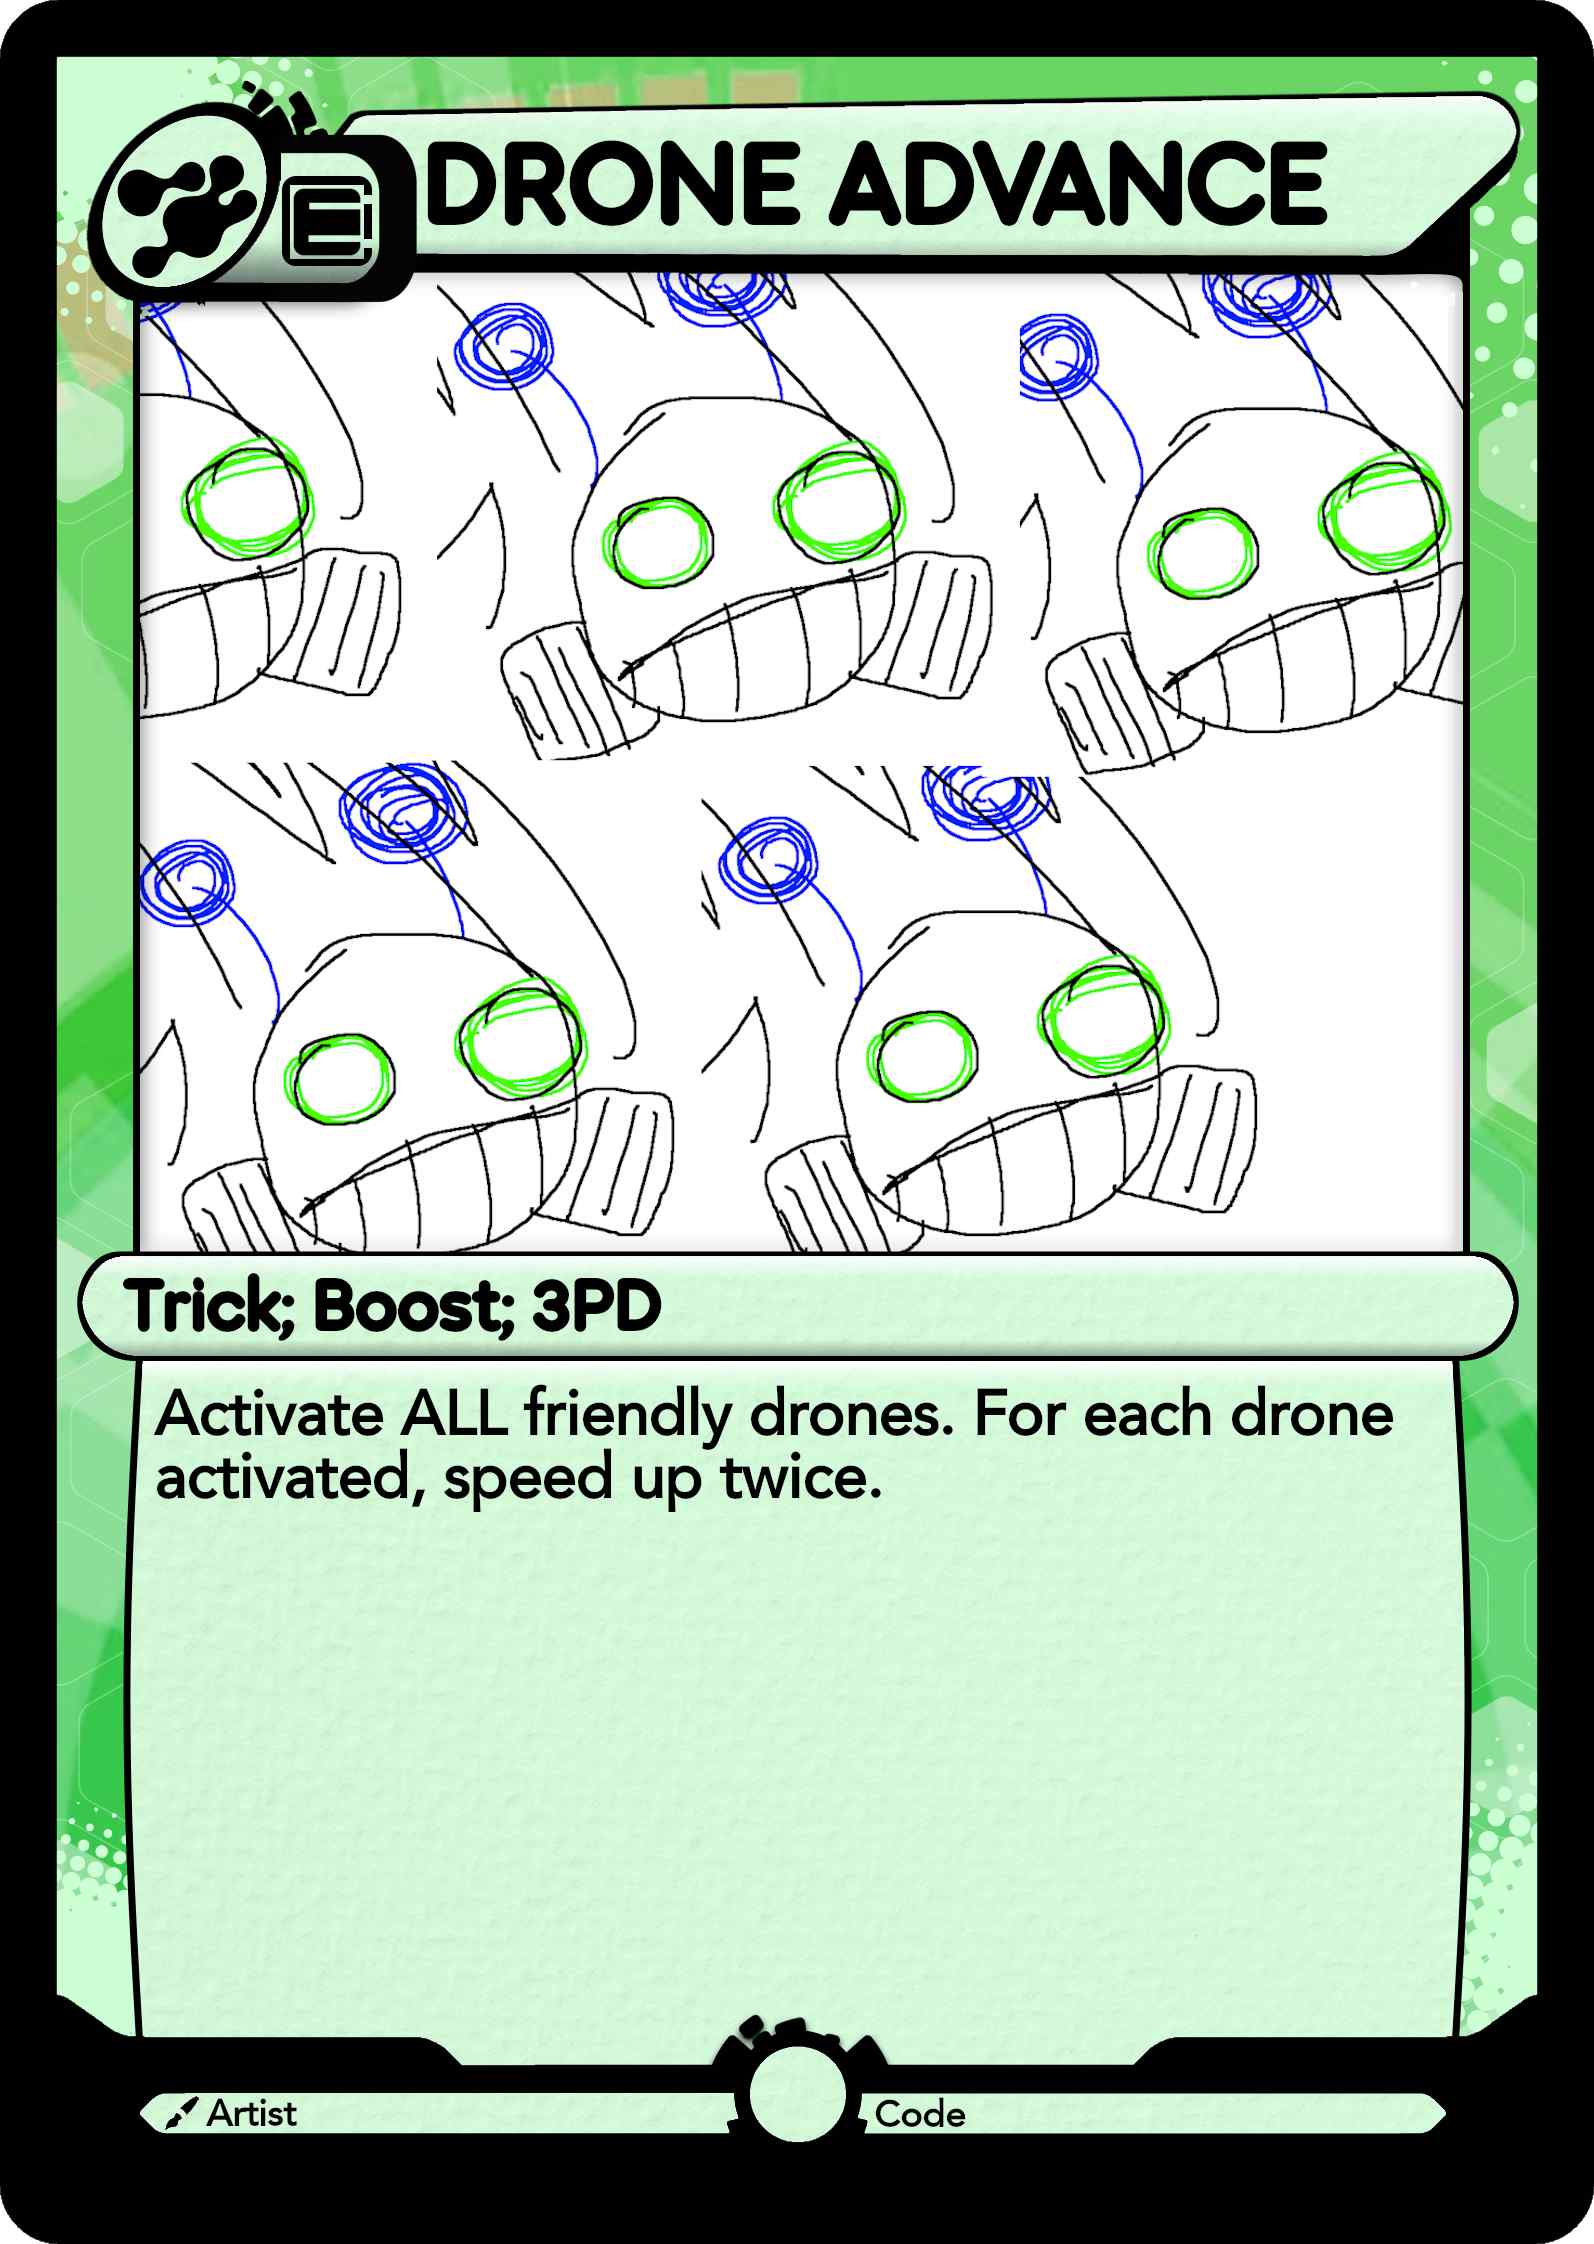 E
DRONE ADVANCE
Trick; Boost; 3PD
Activate ALL friendly drones. For each drone
activated, speed up twice.
Artist
Code